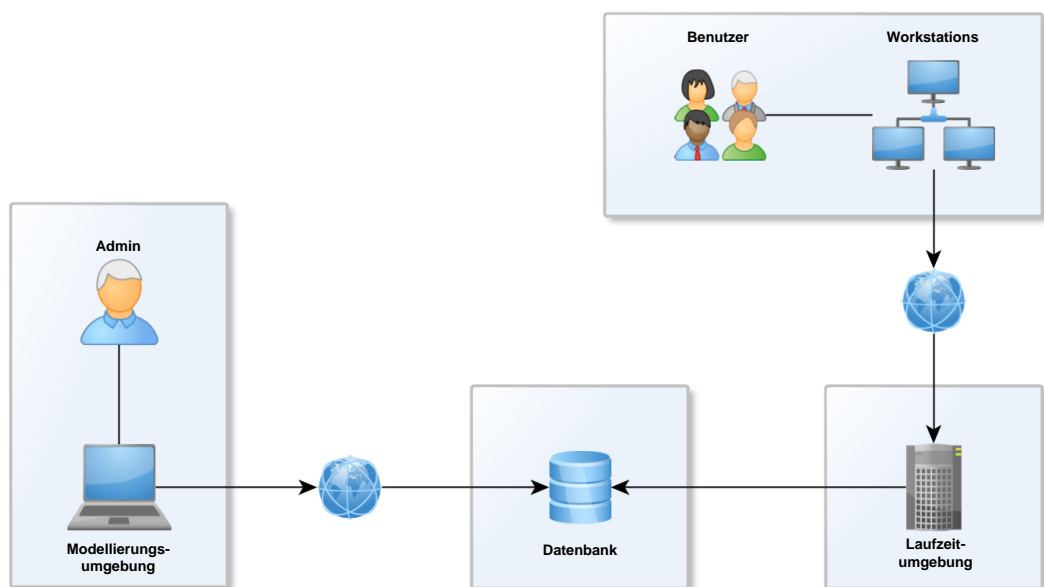 Benutzer
Workstations
Admin
Modellierungs-
umgebung
Datenbank
Laufzeit-
umgebung